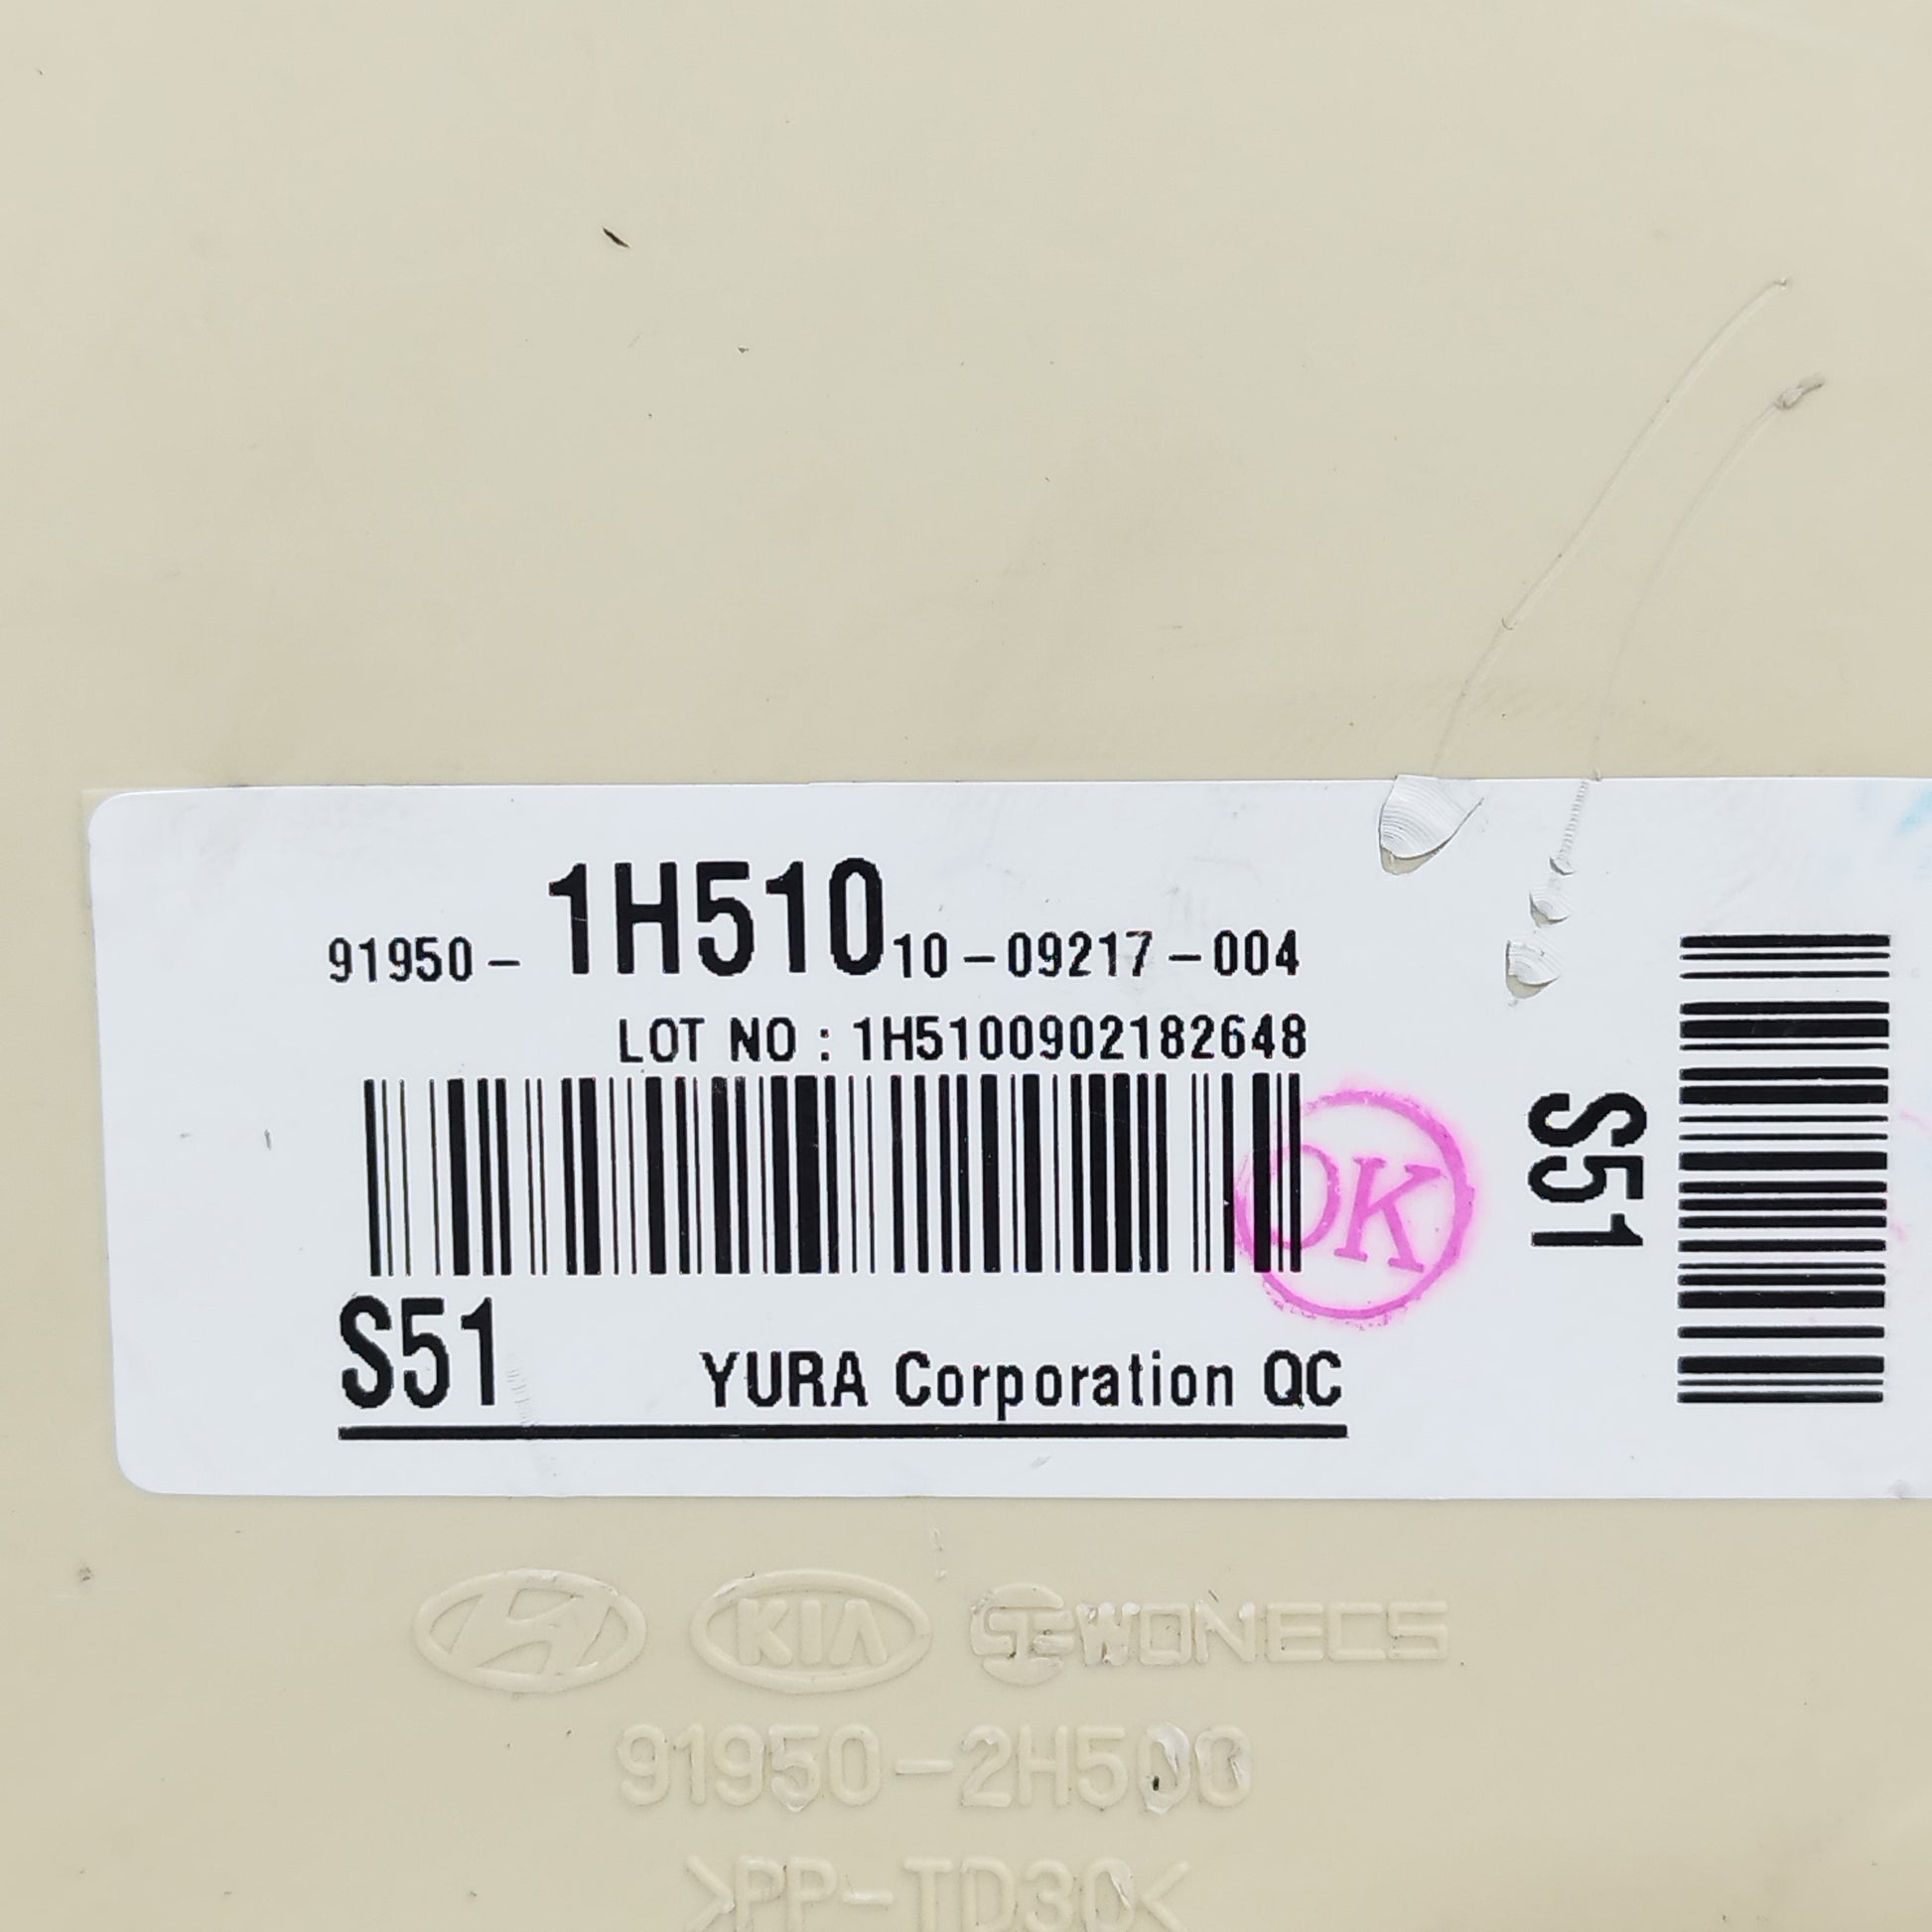 91950- 1H510 10-09217-004
LOT NO : 1H5100902182648
OK
S51
S51
YURA Corporation QC
KIA WONECS
91950-2H500
>PP-TD30<